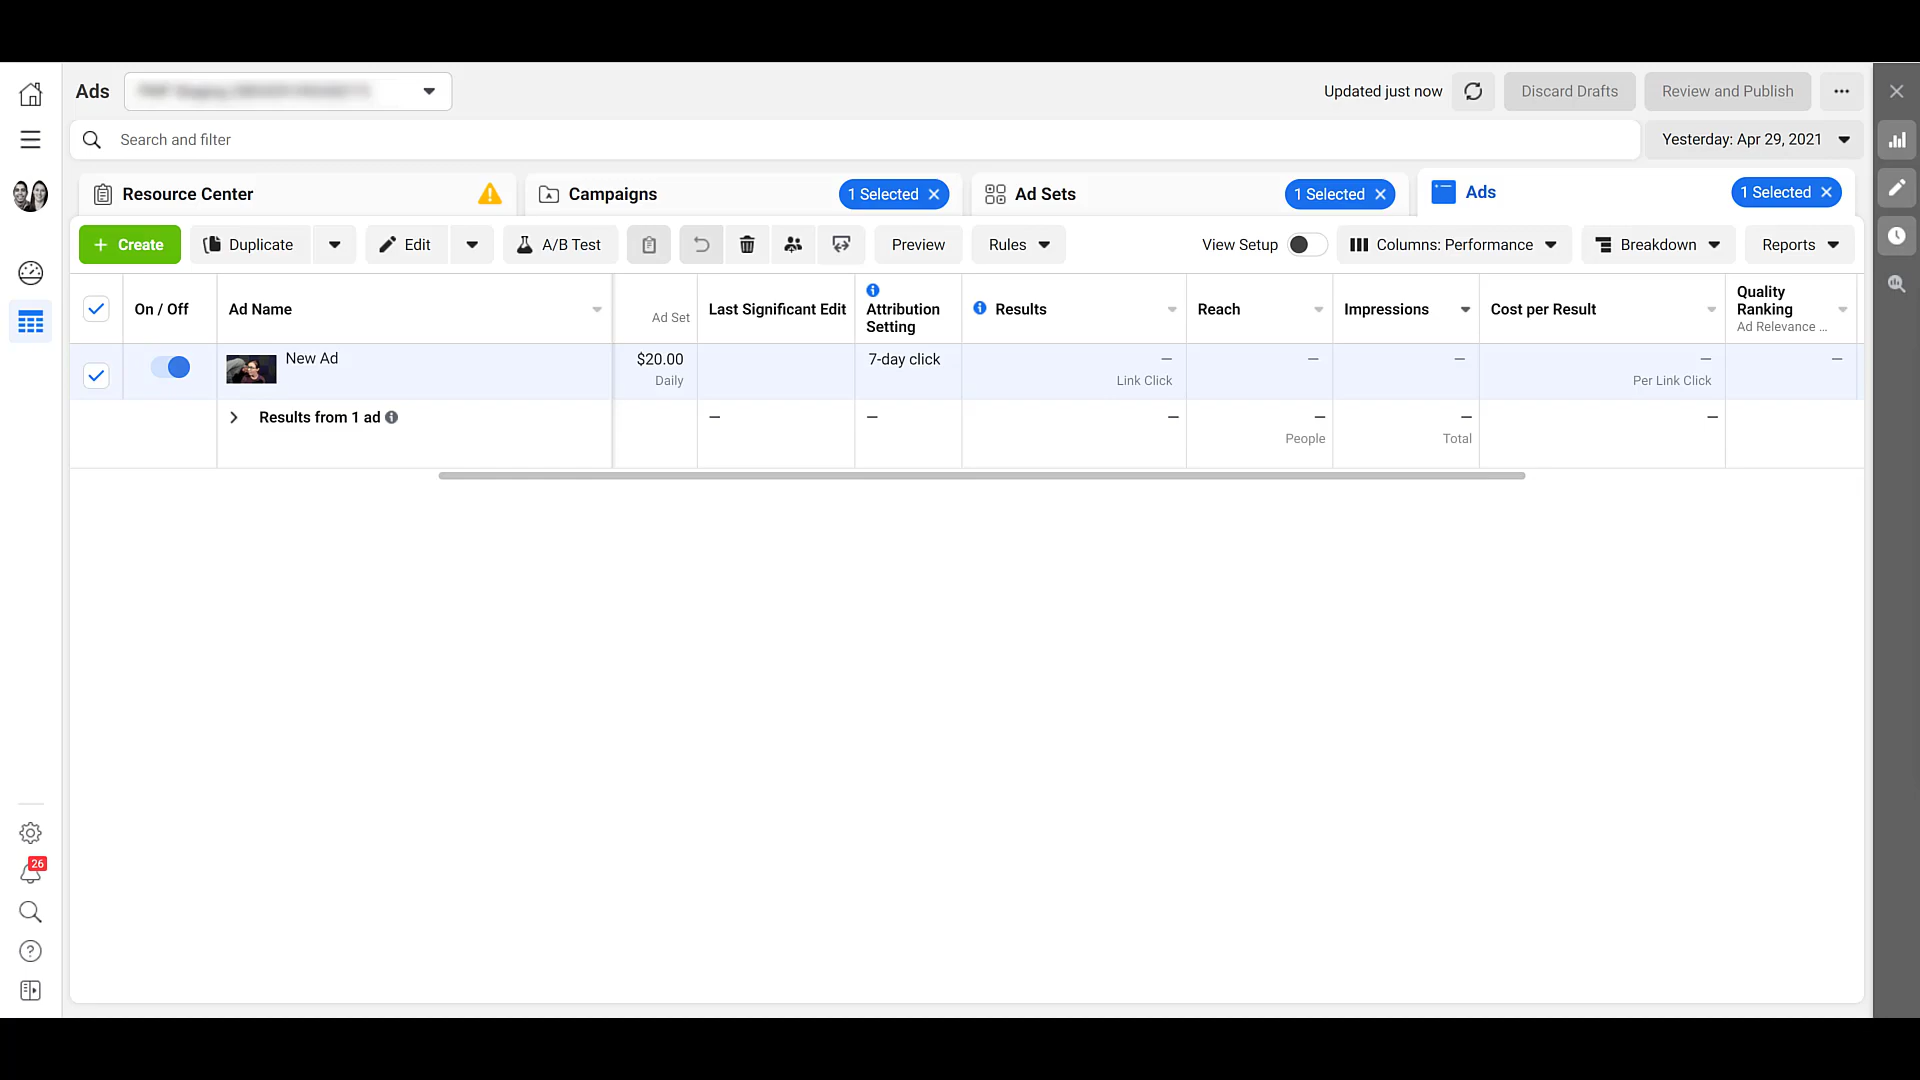 Ads
Updated just now
Discard Drafts
Review and Publish
Search and filter
Yesterday: Apr 29, 2021
Resource Center
Campaigns
1 Selected
Ad Sets
1 Selected
Ads
1 Selected
+ Create
Duplicate
Edit
A/B Test
Preview
Rules
View Setup
Columns: Performance
Breakdown
Reports
On / Off
Ad Name
Ad Set
Last Significant Edit
Attribution
Setting
Results
Reach
Impressions
Cost per Result
Quality
Ranking
Ad Relevance ...
New Ad
$20.00
Daily
7-day click
—
Link Click
—
—
—
Per Link Click
—
Results from 1 ad
—
—
—
—
People
—
Total
—
26